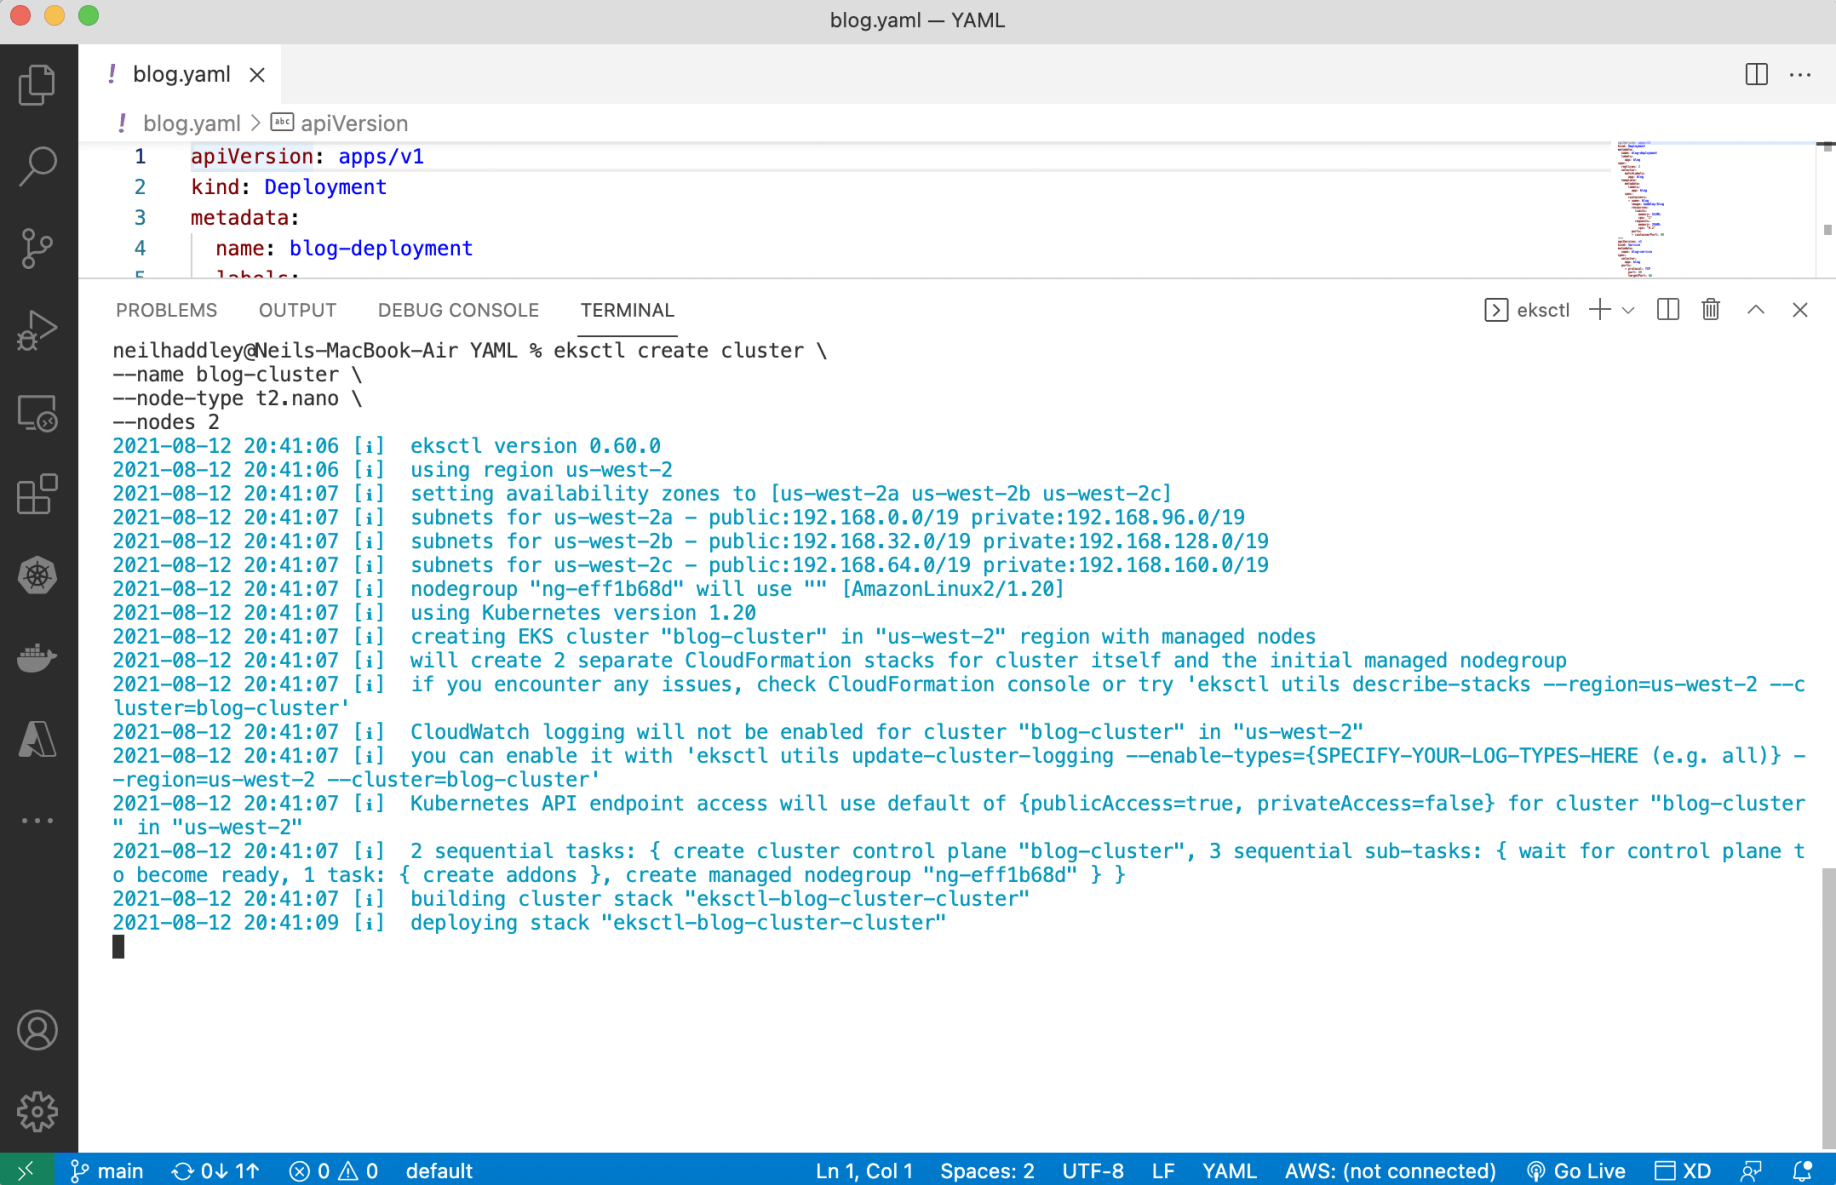 blog.yaml — YAML
! blog.yaml ×
! blog.yaml > abc apiVersion
1 apiVersion: apps/v1
2 kind: Deployment
3 metadata:
4 name: blog-deployment
5 labels:
PROBLEMS OUTPUT DEBUG CONSOLE TERMINAL eksctl
neilhaddley@Neils-MacBook-Air YAML % eksctl create cluster \
--name blog-cluster \
--node-type t2.nano \
--nodes 2
2021-08-12 20:41:06 [ℹ]  eksctl version 0.60.0
2021-08-12 20:41:06 [ℹ]  using region us-west-2
2021-08-12 20:41:07 [ℹ]  setting availability zones to [us-west-2a us-west-2b us-west-2c]
2021-08-12 20:41:07 [ℹ]  subnets for us-west-2a - public:192.168.0.0/19 private:192.168.96.0/19
2021-08-12 20:41:07 [ℹ]  subnets for us-west-2b - public:192.168.32.0/19 private:192.168.128.0/19
2021-08-12 20:41:07 [ℹ]  subnets for us-west-2c - public:192.168.64.0/19 private:192.168.160.0/19
2021-08-12 20:41:07 [ℹ]  nodegroup "ng-eff1b68d" will use "" [AmazonLinux2/1.20]
2021-08-12 20:41:07 [ℹ]  using Kubernetes version 1.20
2021-08-12 20:41:07 [ℹ]  creating EKS cluster "blog-cluster" in "us-west-2" region with managed nodes
2021-08-12 20:41:07 [ℹ]  will create 2 separate CloudFormation stacks for cluster itself and the initial managed nodegroup
2021-08-12 20:41:07 [ℹ]  if you encounter any issues, check CloudFormation console or try 'eksctl utils describe-stacks --region=us-west-2 --c
luster=blog-cluster'
2021-08-12 20:41:07 [ℹ]  CloudWatch logging will not be enabled for cluster "blog-cluster" in "us-west-2"
2021-08-12 20:41:07 [ℹ]  you can enable it with 'eksctl utils update-cluster-logging --enable-types={SPECIFY-YOUR-LOG-TYPES-HERE (e.g. all)} -
-region=us-west-2 --cluster=blog-cluster'
2021-08-12 20:41:07 [ℹ]  Kubernetes API endpoint access will use default of {publicAccess=true, privateAccess=false} for cluster "blog-cluster
" in "us-west-2"
2021-08-12 20:41:07 [ℹ]  2 sequential tasks: { create cluster control plane "blog-cluster", 3 sequential sub-tasks: { wait for control plane t
o become ready, 1 task: { create addons }, create managed nodegroup "ng-eff1b68d" } }
2021-08-12 20:41:07 [ℹ]  building cluster stack "eksctl-blog-cluster-cluster"
2021-08-12 20:41:09 [ℹ]  deploying stack "eksctl-blog-cluster-cluster"
main 0↓ 1↑ 0 0 default Ln 1, Col 1 Spaces: 2 UTF-8 LF YAML AWS: (not connected) Go Live XD